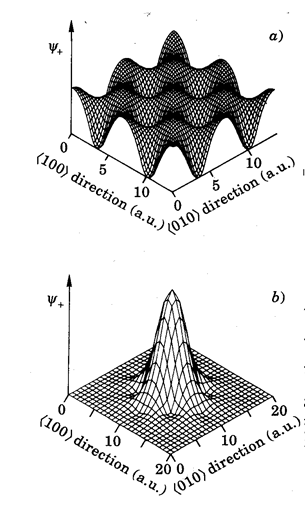 ψ₊
a)
0
5
10
0
5
10
⟨100⟩ direction (a.u.)
⟨010⟩ direction (a.u.)
ψ₊
b)
0
10
20
0
10
20
⟨100⟩ direction (a.u.)
⟨010⟩ direction (a.u.)